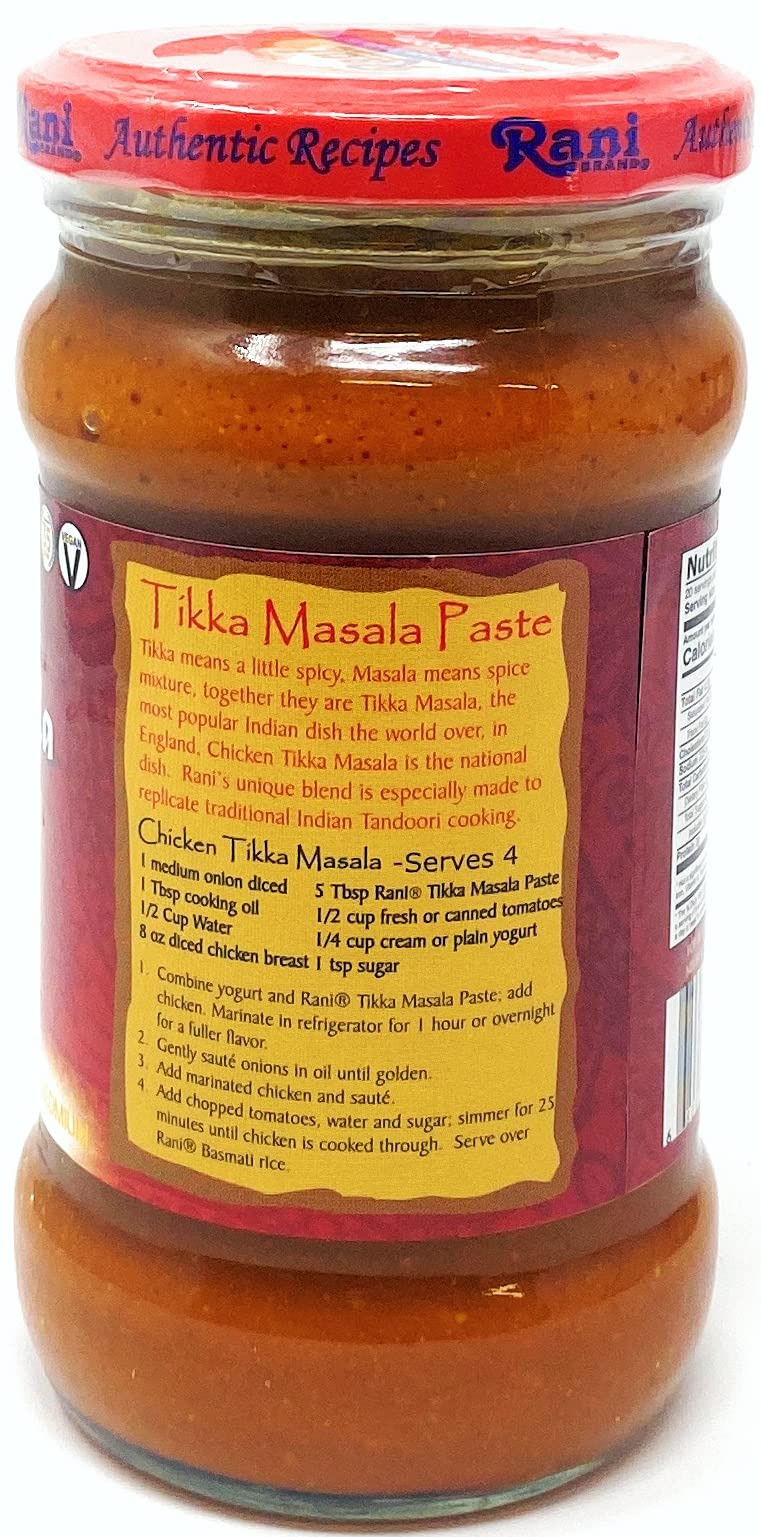 Rani Authentic Recipes Rani
BRAND BRAND®
VEGAN
V
Tikka Masala Paste
Tikka means a little spicy, Masala means spice
mixture, together they are Tikka Masala, the
most popular Indian dish the world over, in
England, Chicken Tikka Masala is the national
dish. Rani's unique blend is especially made to
replicate traditional Indian Tandoori cooking.
Chicken Tikka Masala -Serves 4
1 medium onion diced
1 Tbsp cooking oil
1/2 Cup Water
8 oz diced chicken breast
5 Tbsp Rani® Tikka Masala Paste
1/2 cup fresh or canned tomatoes
1/4 cup cream or plain yogurt
1 tsp sugar
1. Combine yogurt and Rani® Tikka Masala Paste; add
chicken. Marinate in refrigerator for 1 hour or overnight
for a fuller flavor.
2. Gently sauté onions in oil until golden.
3. Add marinated chicken and sauté.
4. Add chopped tomatoes, water and sugar; simmer for 25
minutes until chicken is cooked through. Serve over
Rani® Basmati rice.